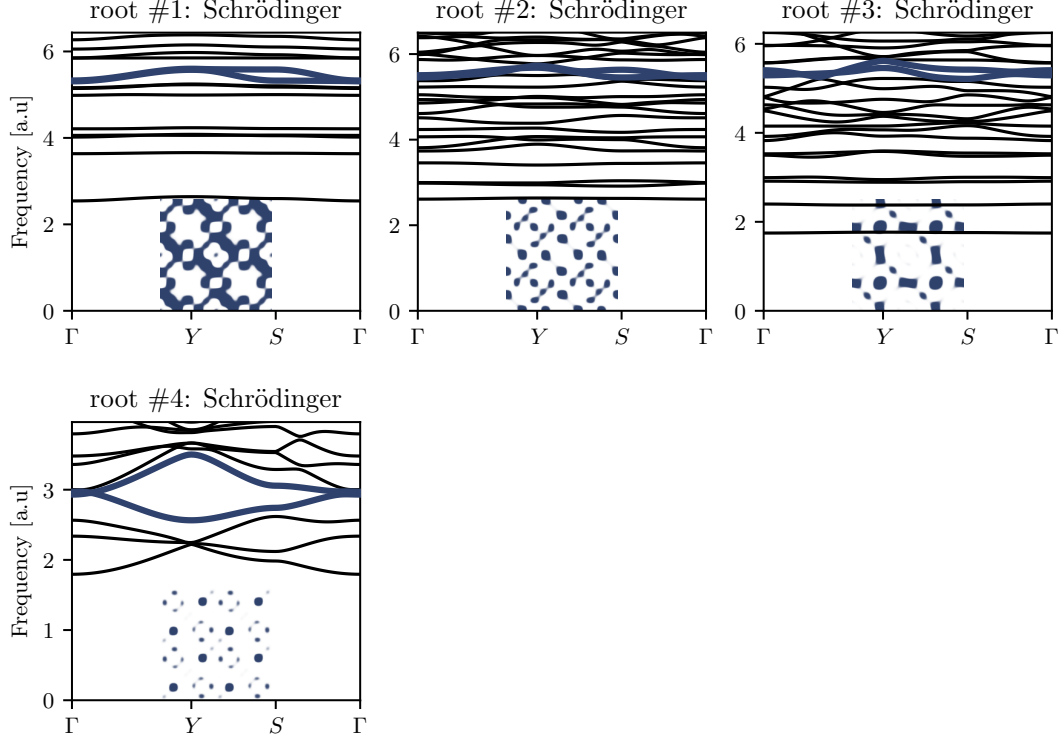 root #1: Schrödinger
root #2: Schrödinger
root #3: Schrödinger
Frequency [a.u]
6
4
2
0
Γ Y S Γ
6
4
2
0
Γ Y S Γ
6
4
2
0
Γ Y S Γ
root #4: Schrödinger
Frequency [a.u]
3
2
1
0
Γ Y S Γ